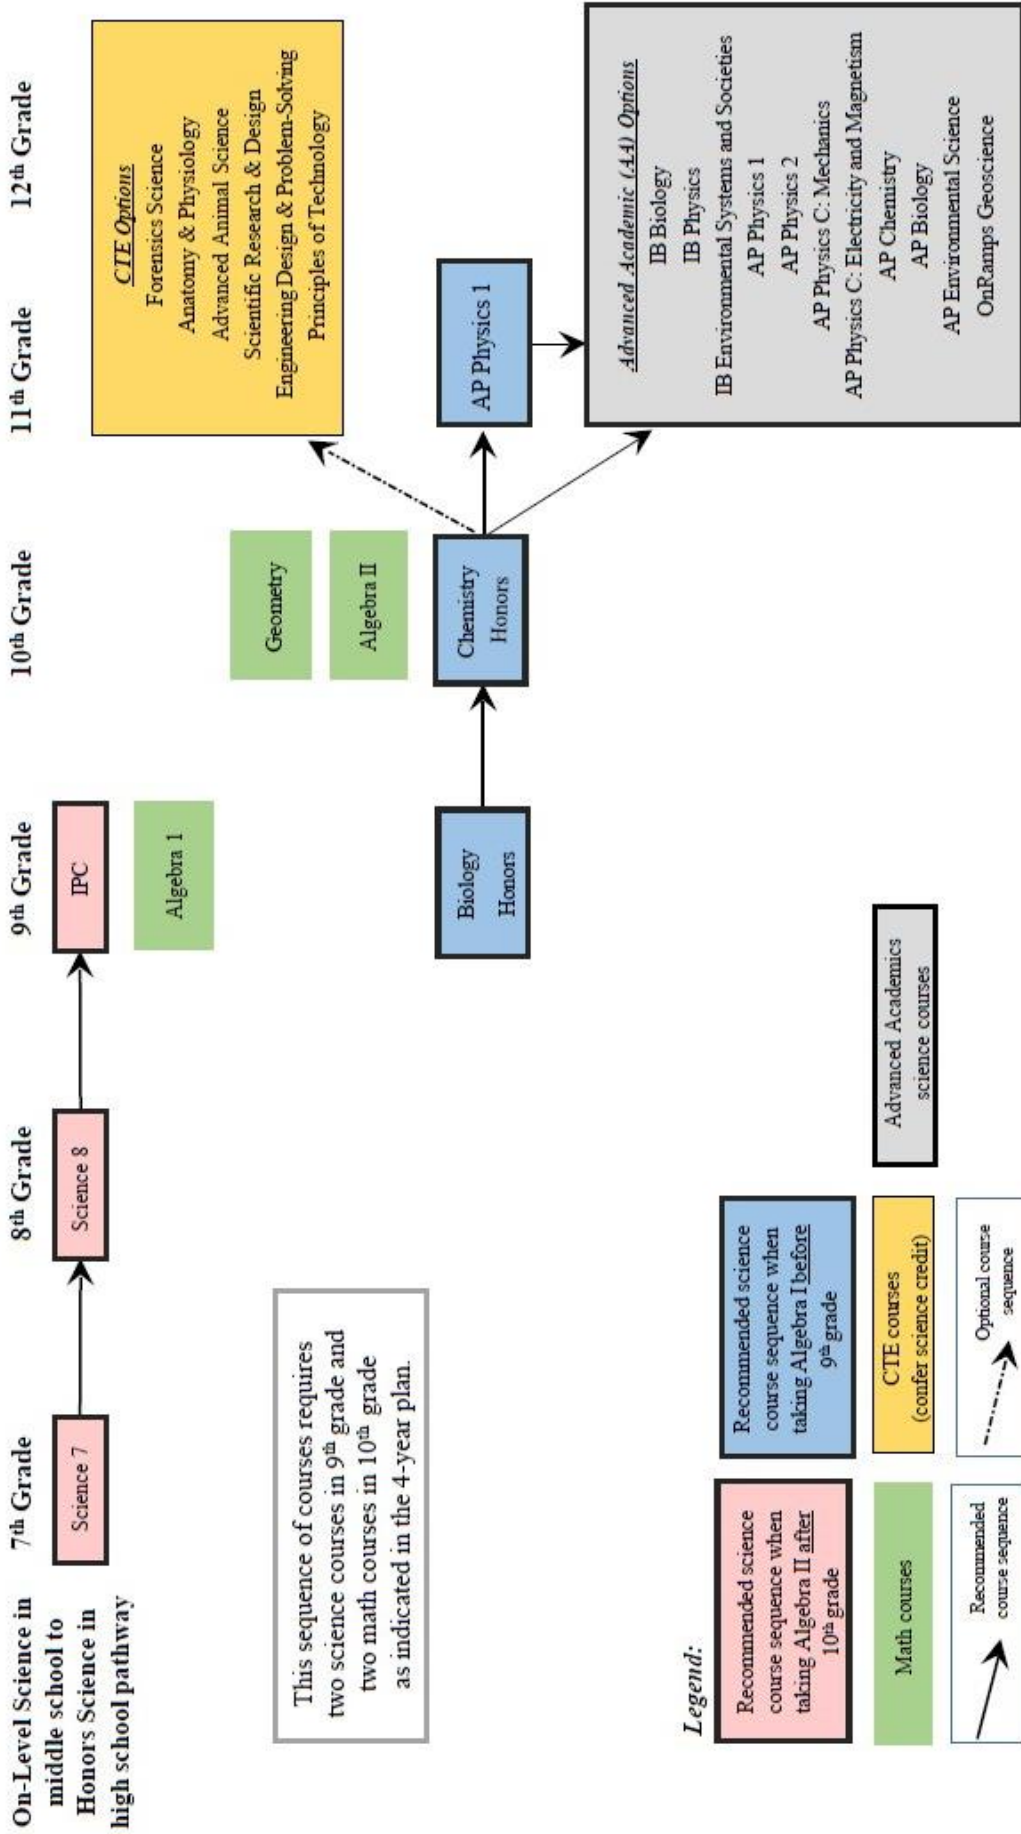 On-Level Science in
middle school to
Honors Science in
high school pathway
7th Grade
8th Grade
9th Grade
10th Grade
11th Grade
12th Grade
Science 7
Science 8
IPC
Algebra 1
Geometry
Algebra II
Biology
Honors
Chemistry
Honors
AP Physics 1
CTE Options
Forensics Science
Anatomy & Physiology
Advanced Animal Science
Scientific Research & Design
Engineering Design & Problem-Solving
Principles of Technology
Advanced Academic (AA) Options
IB Biology
IB Physics
IB Environmental Systems and Societies
AP Physics 1
AP Physics 2
AP Physics C: Mechanics
AP Physics C: Electricity and Magnetism
AP Chemistry
AP Biology
AP Environmental Science
OnRamps Geoscience
This sequence of courses requires
two science courses in 9th grade and
two math courses in 10th grade
as indicated in the 4-year plan.
Legend:
Recommended science
course sequence when
taking Algebra II after
10th grade
Recommended science
course sequence when
taking Algebra I before
9th grade
Math courses
CTE courses
(confer science credit)
Advanced Academics
science courses
Recommended
course sequence
Optional course
sequence